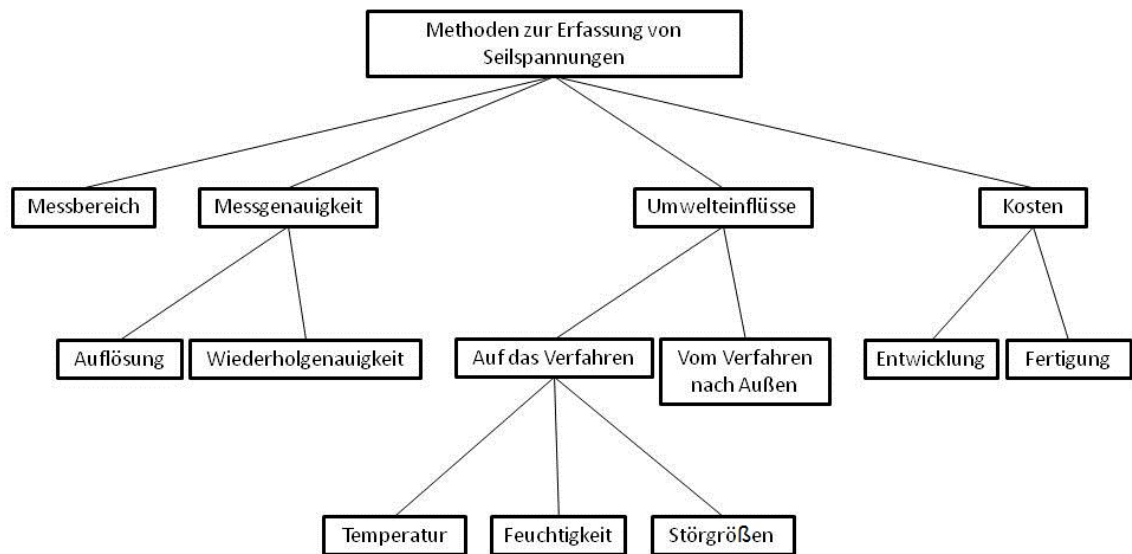 Methoden zur Erfassung von
Seilspannungen
Messbereich
Messgenauigkeit
Umwelteinflüsse
Kosten
Auflösung
Wiederholgenauigkeit
Auf das Verfahren
Vom Verfahren
nach Außen
Entwicklung
Fertigung
Temperatur
Feuchtigkeit
Störgrößen